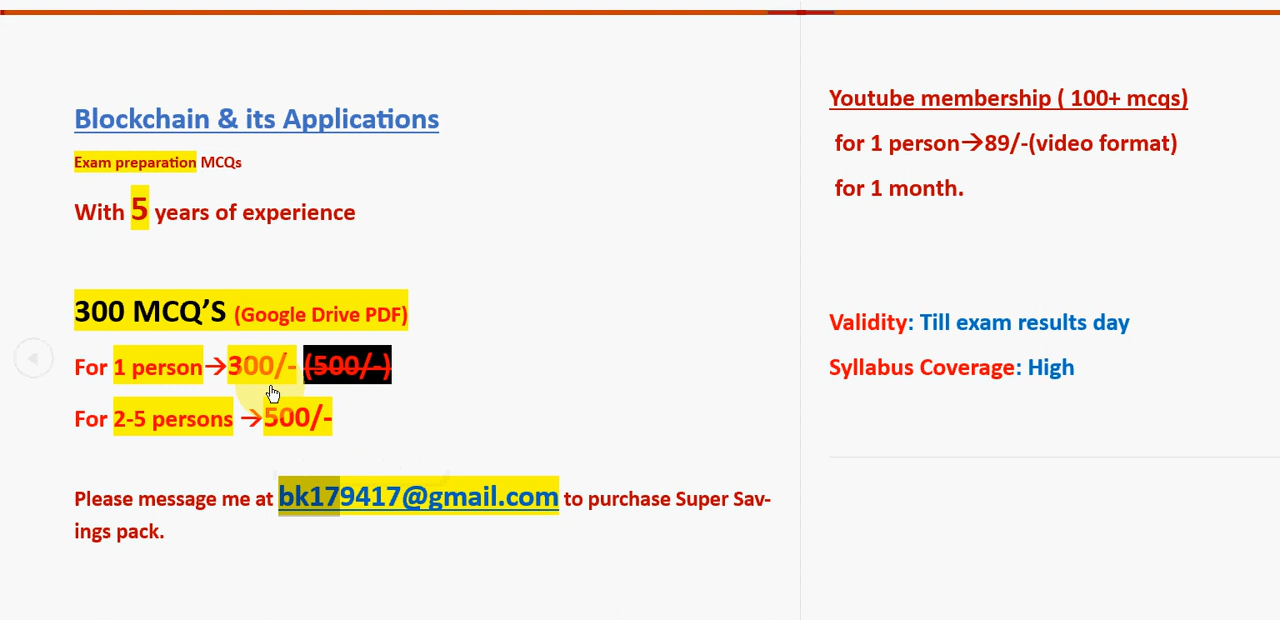 Blockchain & its Applications
Exam preparation MCQs
With 5 years of experience
300 MCQ’S (Google Drive PDF)
For 1 person→300/- (500/-)
For 2-5 persons →500/-
Please message me at bk179417@gmail.com to purchase Super Sav-
ings pack.
Youtube membership ( 100+ mcqs)
for 1 person→89/-(video format)
for 1 month.
Validity: Till exam results day
Syllabus Coverage: High